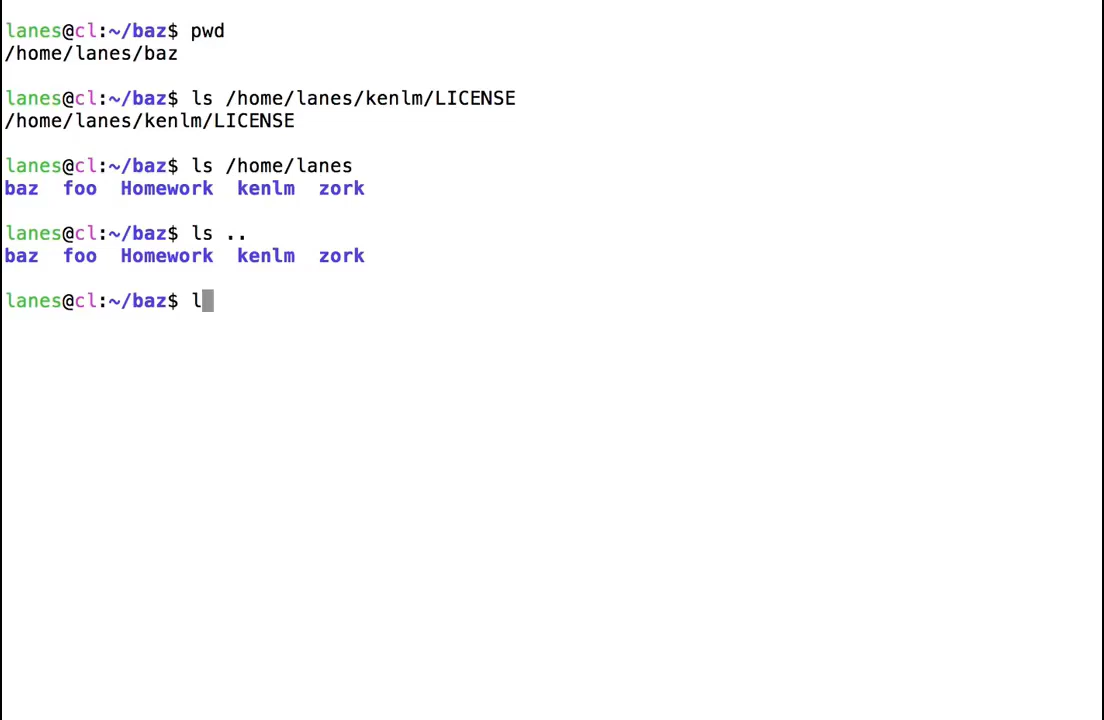 lanes@cl:~/baz$ pwd
/home/lanes/baz
lanes@cl:~/baz$ ls /home/lanes/kenlm/LICENSE
/home/lanes/kenlm/LICENSE
lanes@cl:~/baz$ ls /home/lanes
baz  foo  Homework  kenlm  zork
lanes@cl:~/baz$ ls ..
baz  foo  Homework  kenlm  zork
lanes@cl:~/baz$ l